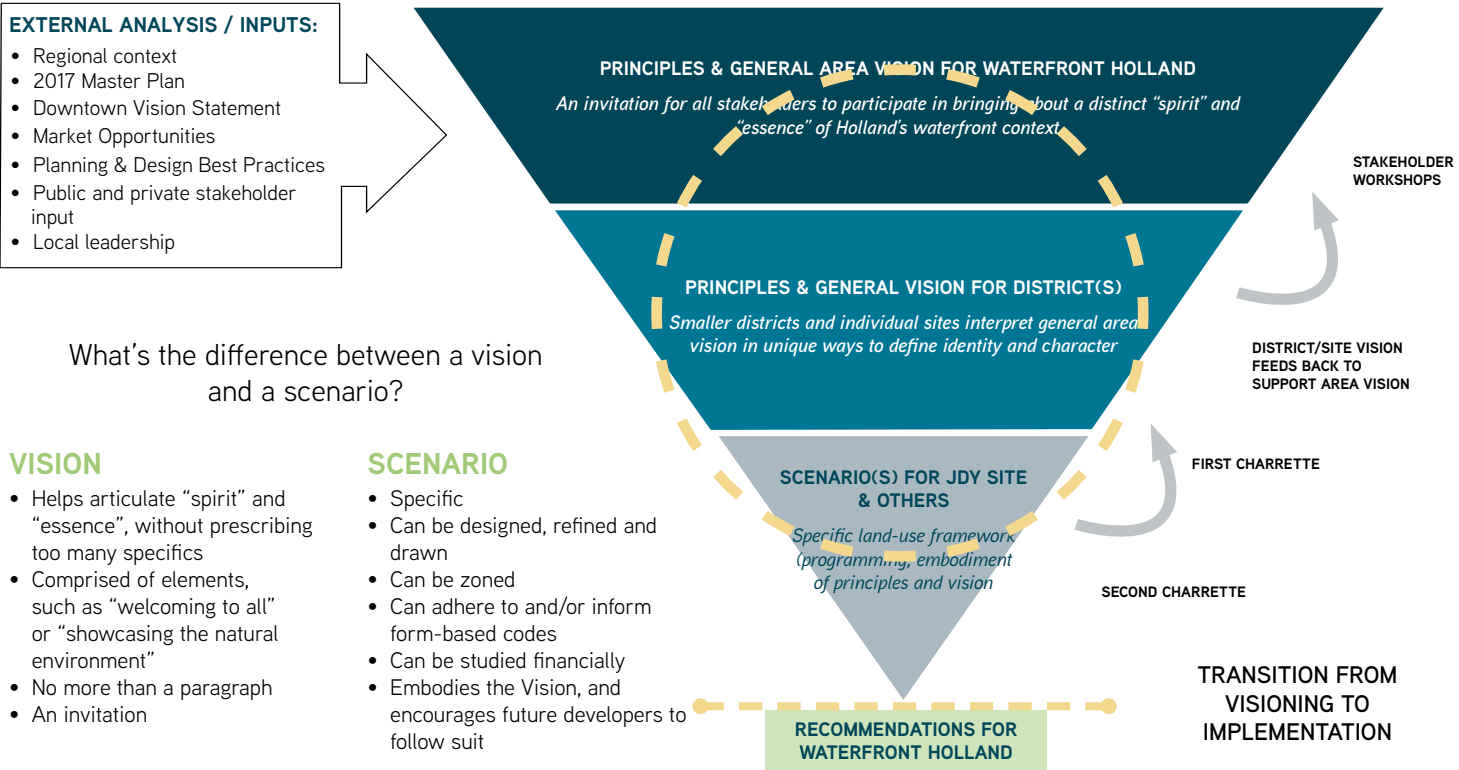 EXTERNAL ANALYSIS / INPUTS:
• Regional context
• 2017 Master Plan
• Downtown Vision Statement
• Market Opportunities
• Planning & Design Best Practices
• Public and private stakeholder
input
• Local leadership
PRINCIPLES & GENERAL AREA VISION FOR WATERFRONT HOLLAND
An invitation for all stakeholders to participate in bringing about a distinct “spirit” and
“essence” of Holland’s waterfront context
STAKEHOLDER
WORKSHOPS
PRINCIPLES & GENERAL VISION FOR DISTRICT(S)
Smaller districts and individual sites interpret general area
vision in unique ways to define identity and character
DISTRICT/SITE VISION
FEEDS BACK TO
SUPPORT AREA VISION
What’s the difference between a vision
and a scenario?
VISION
• Helps articulate “spirit” and
“essence”, without prescribing
too many specifics
• Comprised of elements,
such as “welcoming to all”
or “showcasing the natural
environment”
• No more than a paragraph
• An invitation
SCENARIO
• Specific
• Can be designed, refined and
drawn
• Can be zoned
• Can adhere to and/or inform
form-based codes
• Can be studied financially
• Embodies the Vision, and
encourages future developers to
follow suit
SCENARIO(S) FOR JDY SITE
& OTHERS
Specific land-use framework
(programming, embodiment
of principles and vision
FIRST CHARRETTE
SECOND CHARRETTE
TRANSITION FROM
VISIONING TO
IMPLEMENTATION
RECOMMENDATIONS FOR
WATERFRONT HOLLAND